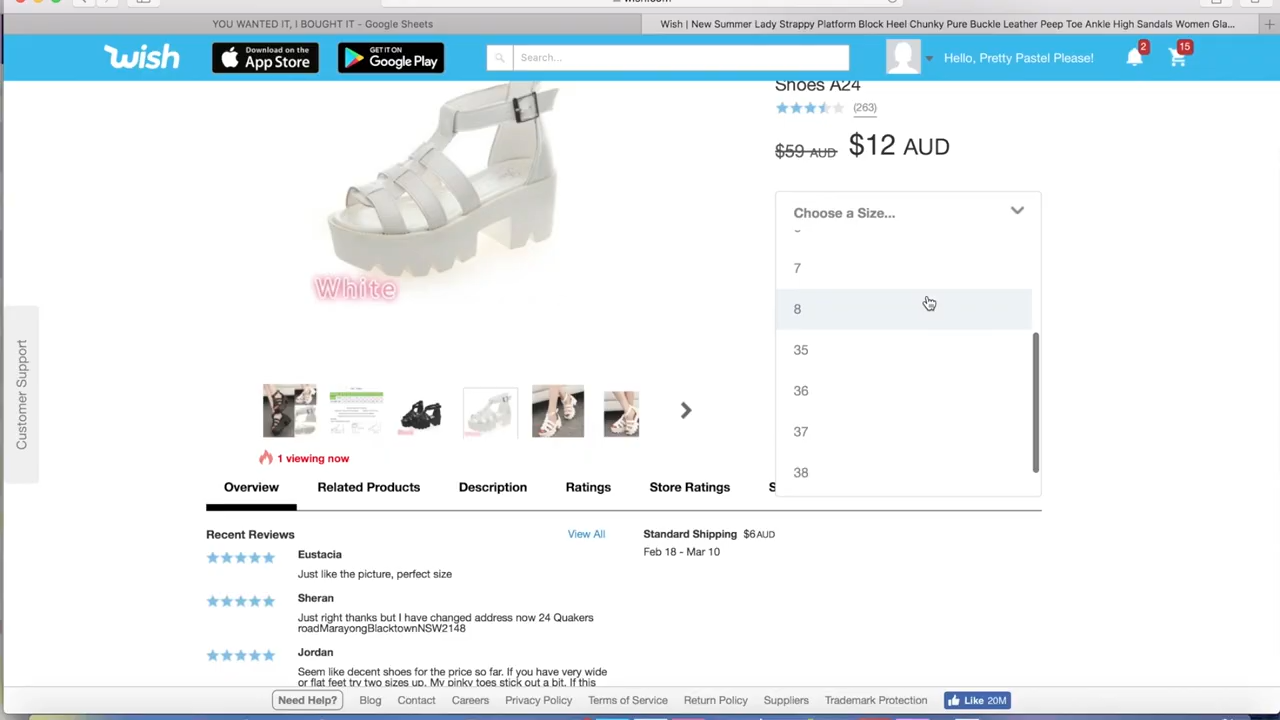 YOU WANTED IT, I BOUGHT IT - Google Sheets
Wish | New Summer Lady Strappy Platform Block Heel Chunky Pure Buckle Leather Peep Toe Ankle High Sandals Women Gla...
wish
Download on the App Store
GET IT ON Google Play
Search...
Hello, Pretty Pastel Please!
2
15
Shoes A24
(263)
$59 AUD $12 AUD
Choose a Size...
7
8
35
36
37
38
White
Customer Support
1 viewing now
Overview Related Products Description Ratings Store Ratings S
Recent Reviews View All
Eustacia
Just like the picture, perfect size
Sheran
Just right thanks but I have changed address now 24 Quakers
roadMarayongBlacktownNSW2148
Jordan
Seem like decent shoes for the price so far. If you have very wide
or flat feet try two sizes up. My pinky toes stick out a bit. If this
Standard Shipping $6AUD
Feb 18 - Mar 10
Need Help? Blog Contact Careers Privacy Policy Terms of Service Return Policy Suppliers Trademark Protection Like 20M